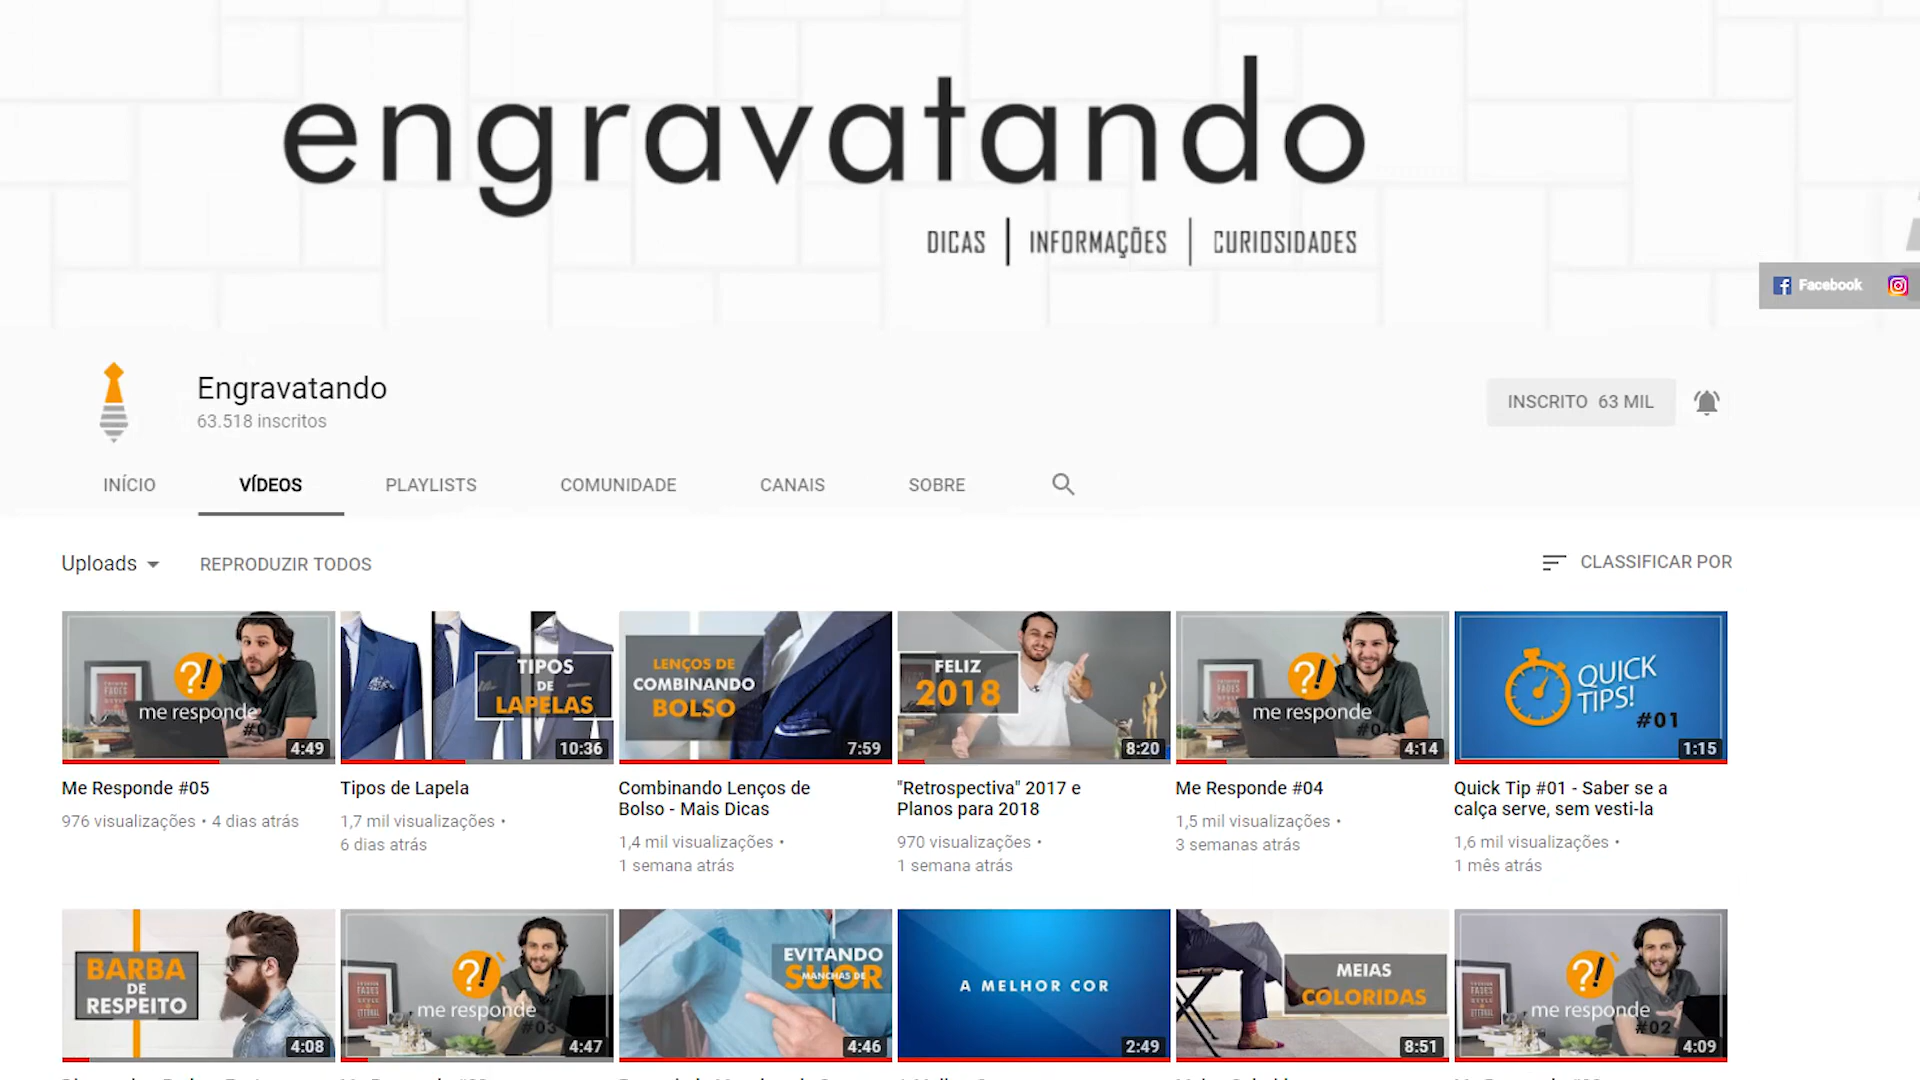 engravatando
DICAS | INFORMAÇÕES | CURIOSIDADES
Facebook
Engravatando
63.518 inscritos
INSCRITO 63 MIL
INÍCIO
VÍDEOS
PLAYLISTS
COMUNIDADE
CANAIS
SOBRE
Uploads
REPRODUZIR TODOS
CLASSIFICAR POR
?!
me responde
#05
4:49
TIPOS
DE
LAPELAS
10:36
LENÇOS DE
COMBINANDO
BOLSO
7:59
FELIZ
2018
8:20
?!
me responde
4:14
QUICK
TIPS!
#01
1:15
Me Responde #05
976 visualizações • 4 dias atrás
Tipos de Lapela
1,7 mil visualizações •
6 dias atrás
Combinando Lenços de
Bolso - Mais Dicas
1,4 mil visualizações •
1 semana atrás
"Retrospectiva" 2017 e
Planos para 2018
970 visualizações •
1 semana atrás
Me Responde #04
1,5 mil visualizações •
3 semanas atrás
Quick Tip #01 - Saber se a
calça serve, sem vesti-la
1,6 mil visualizações •
1 mês atrás
BARBA
DE
RESPEITO
4:08
?!
me responde
#03
4:47
EVITANDO
MANCHAS DE
SUOR
4:46
A MELHOR COR
2:49
MEIAS
COLORIDAS
8:51
?!
me responde
#02
4:09